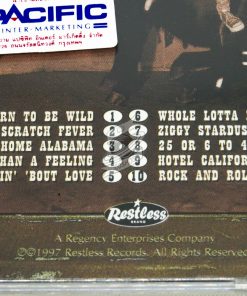 PACIFIC
INTER-MARKETING
RN TO BE WILD 1 6 WHOLE LOTTA
SCRATCH FEVER 2 7 ZIGGY STARDUS
HOME ALABAMA 3 8 25 OR 6 TO 4
THAN A FEELING 4 9 HOTEL CALIFOR
IN' 'BOUT LOVE 5 10 ROCK AND ROL
Restless
BRAND
A Regency Enterprises Company
©℗1997 Restless Records. All Rights Reserved